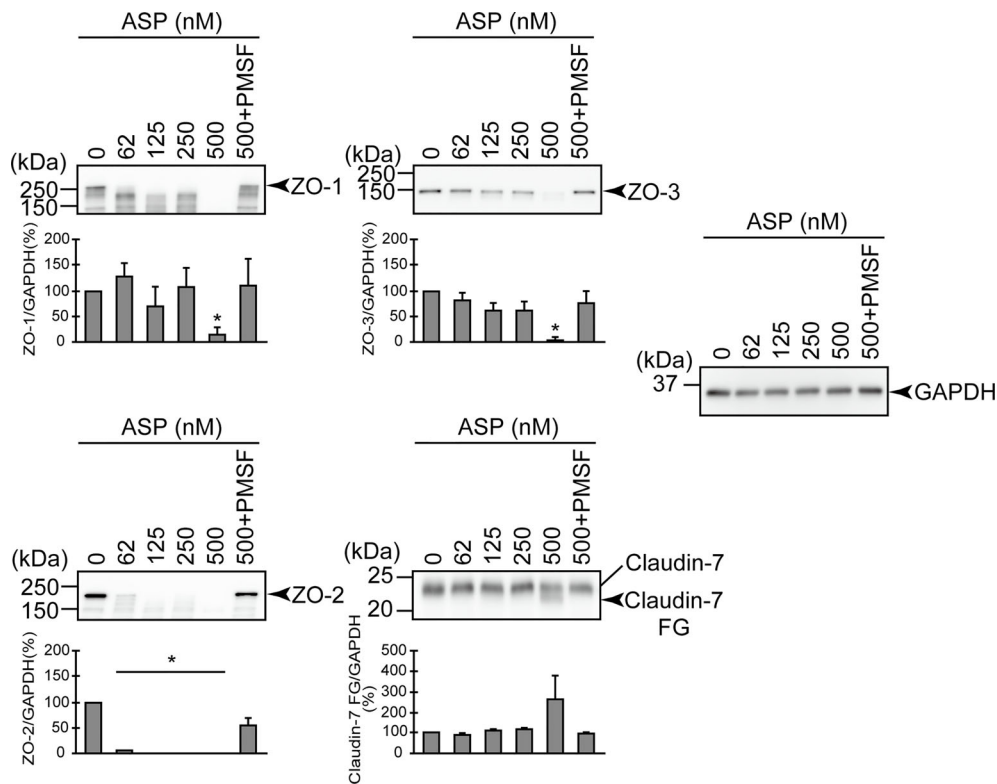 ASP (nM)
(kDa)
0
62
125
250
500
500+PMSF
250
150
ZO-1
ZO-1/GAPDH(%)
200
150
100
50
0
*
ASP (nM)
(kDa)
0
62
125
250
500
500+PMSF
250
150
ZO-3
ZO-3/GAPDH(%)
200
150
100
50
0
*
ASP (nM)
(kDa)
0
62
125
250
500
500+PMSF
37
GAPDH
ASP (nM)
(kDa)
0
62
125
250
500
500+PMSF
250
150
ZO-2
ZO-2/GAPDH(%)
200
150
100
50
0
*
ASP (nM)
(kDa)
0
62
125
250
500
500+PMSF
25
20
Claudin-7
Claudin-7
FG
Claudin-7 FG/GAPDH
(%)
500
400
300
200
100
0